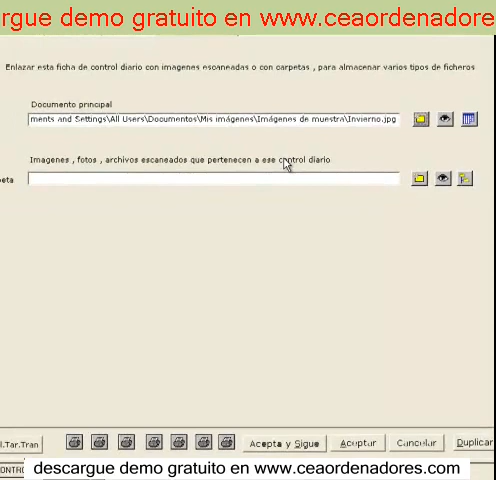 rgue demo gratuito en www.ceaordenadore
Enlazar esta ficha de control diario con imagenes escaneadas o con carpetas , para almacenar varios tipos de ficheros
Documento principal
ments and Settings\All Users\Documentos\Mis imágenes\Imágenes de muestra\Invierno.jpg
Imagenes , fotos , archivos escaneados que pertenecen a ese control diario
peta
l.Tar.Tran
Acepta y Sigue
Aceptar
Cancelar
Duplicar
CONTRO
descargue demo gratuito en www.ceaordenadores.com